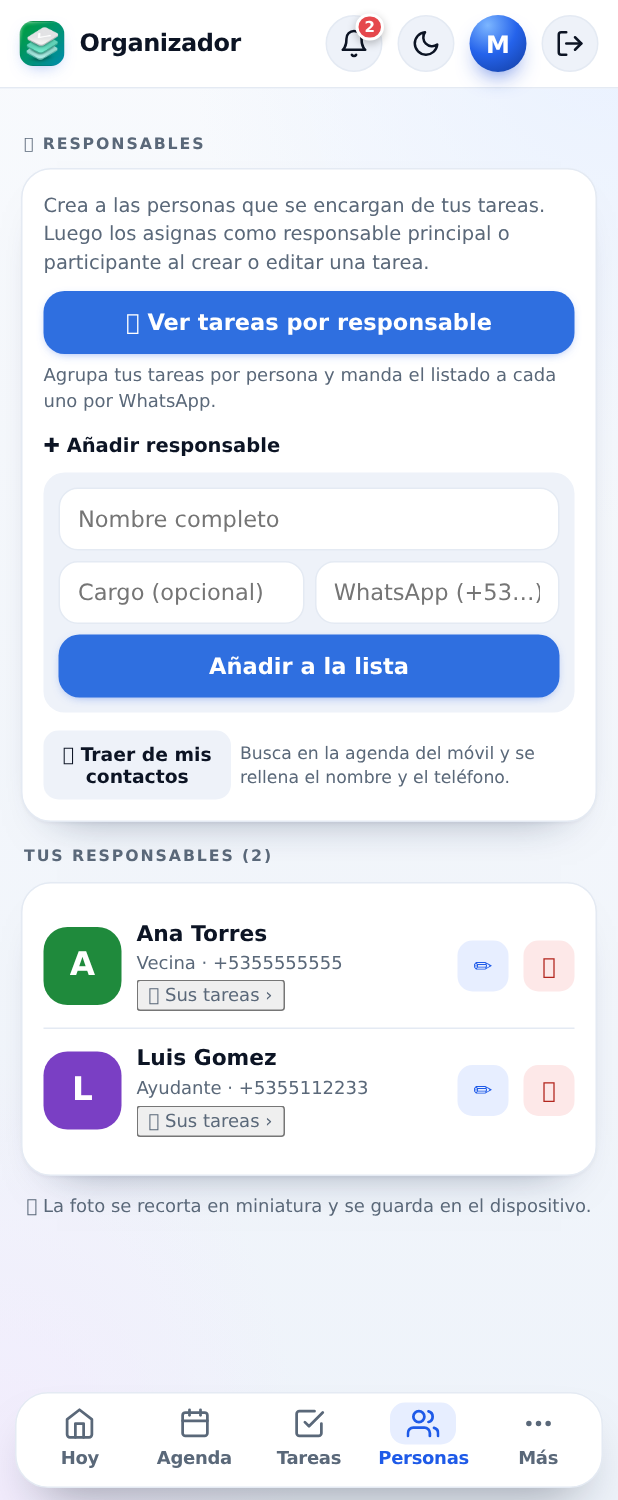 Organizador
2
M
RESPONSABLES
Crea a las personas que se encargan de tus tareas.
Luego los asignas como responsable principal o
participante al crear o editar una tarea.
Ver tareas por responsable
Agrupa tus tareas por persona y manda el listado a cada
uno por WhatsApp.
+ Añadir responsable
Nombre completo
Cargo (opcional)
WhatsApp (+53...)
Añadir a la lista
Traer de mis
contactos
Busca en la agenda del móvil y se
rellena el nombre y el teléfono.
TUS RESPONSABLES (2)
A
Ana Torres
Vecina · +5355555555
Sus tareas ›
L
Luis Gomez
Ayudante · +5355112233
Sus tareas ›
La foto se recorta en miniatura y se guarda en el dispositivo.
Hoy
Agenda
Tareas
Personas
Más